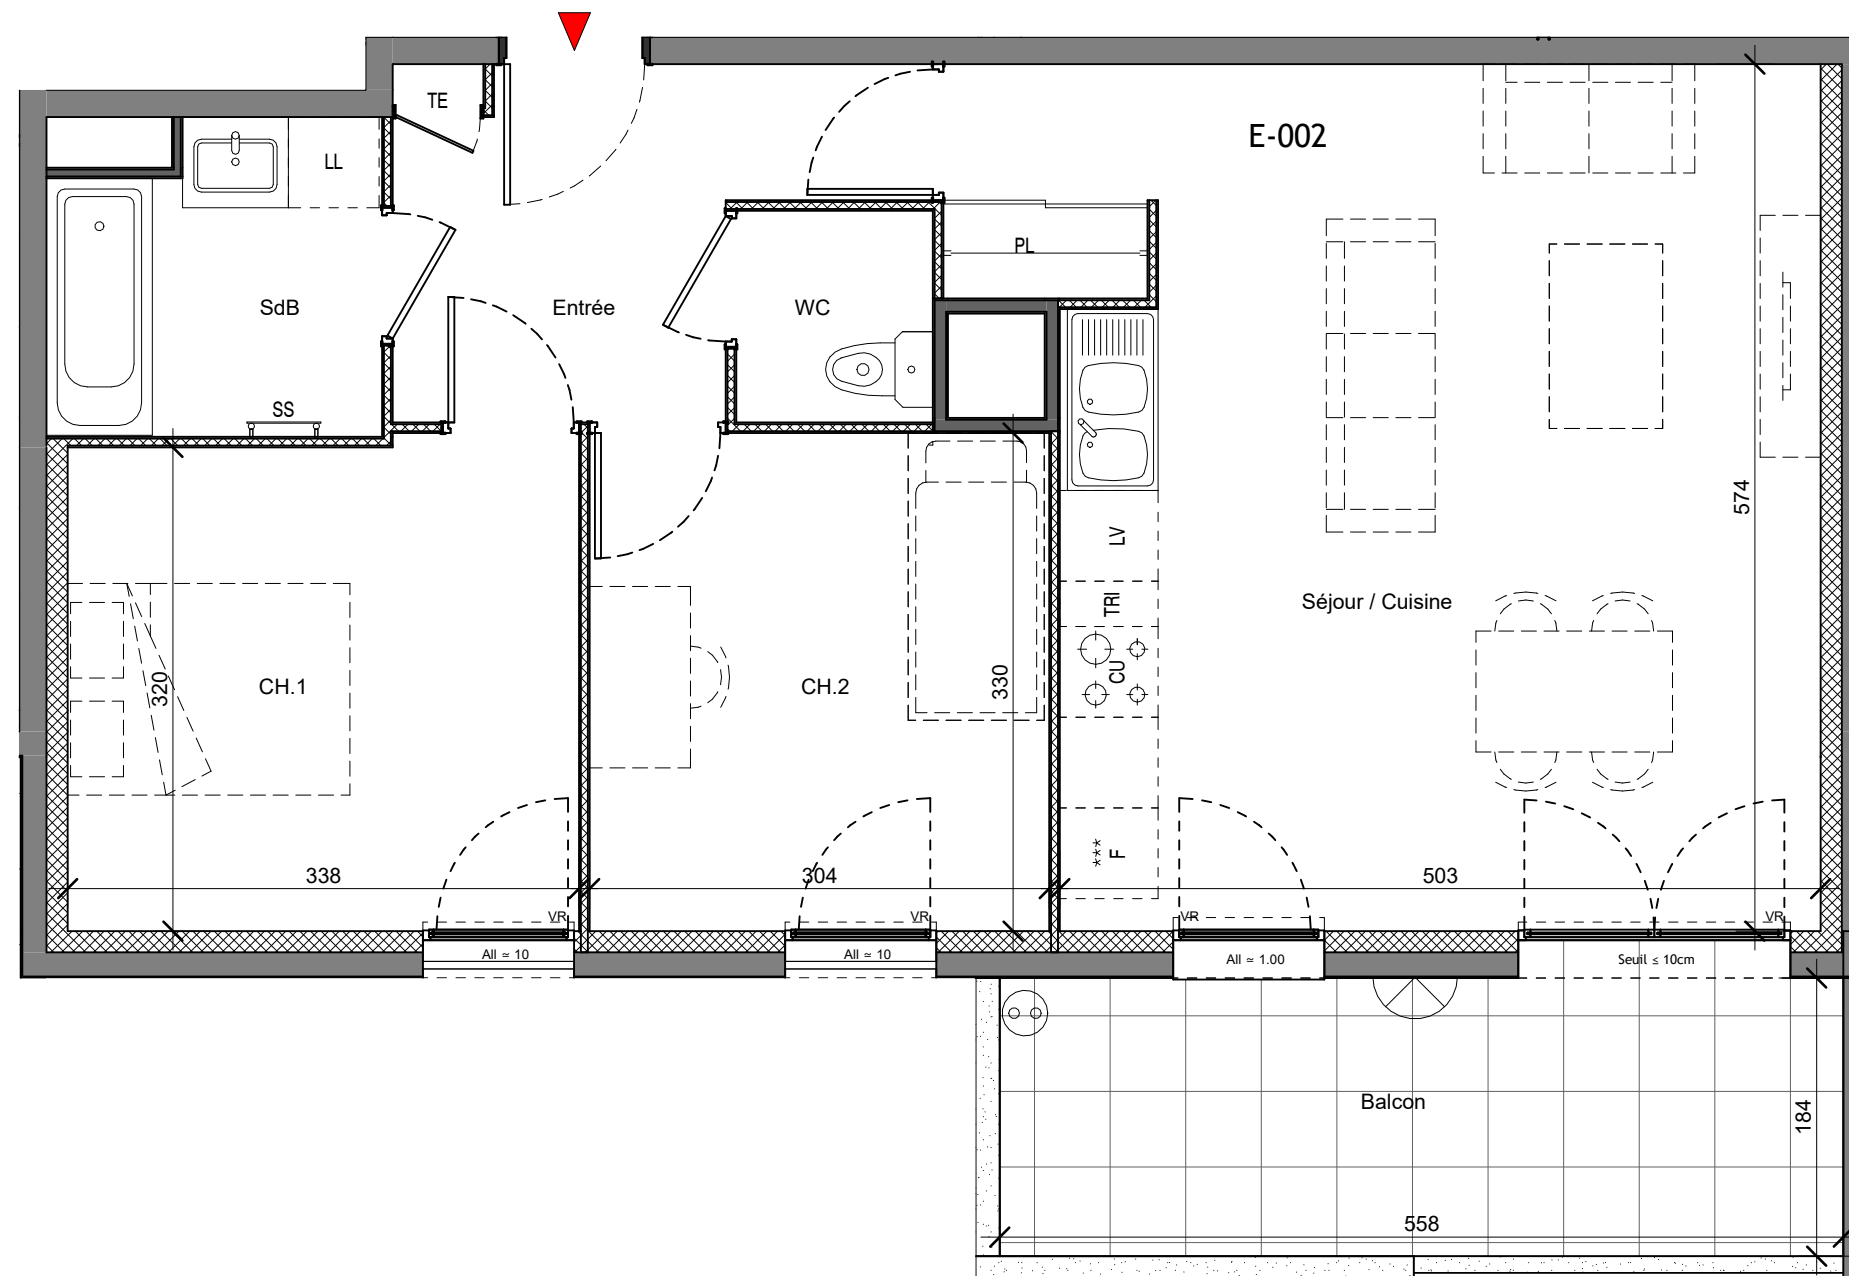 TE
E-002
LL
PL
SdB
Entrée
WC
SS
574
LV
TRI
Séjour / Cuisine
CU
320
CH.1
330
CH.2
***
F
338
304
503
VR
VR
VR
VR
All ≃ 10
All ≃ 10
All ≃ 1.00
Seuil ≤ 10cm
Balcon
184
558